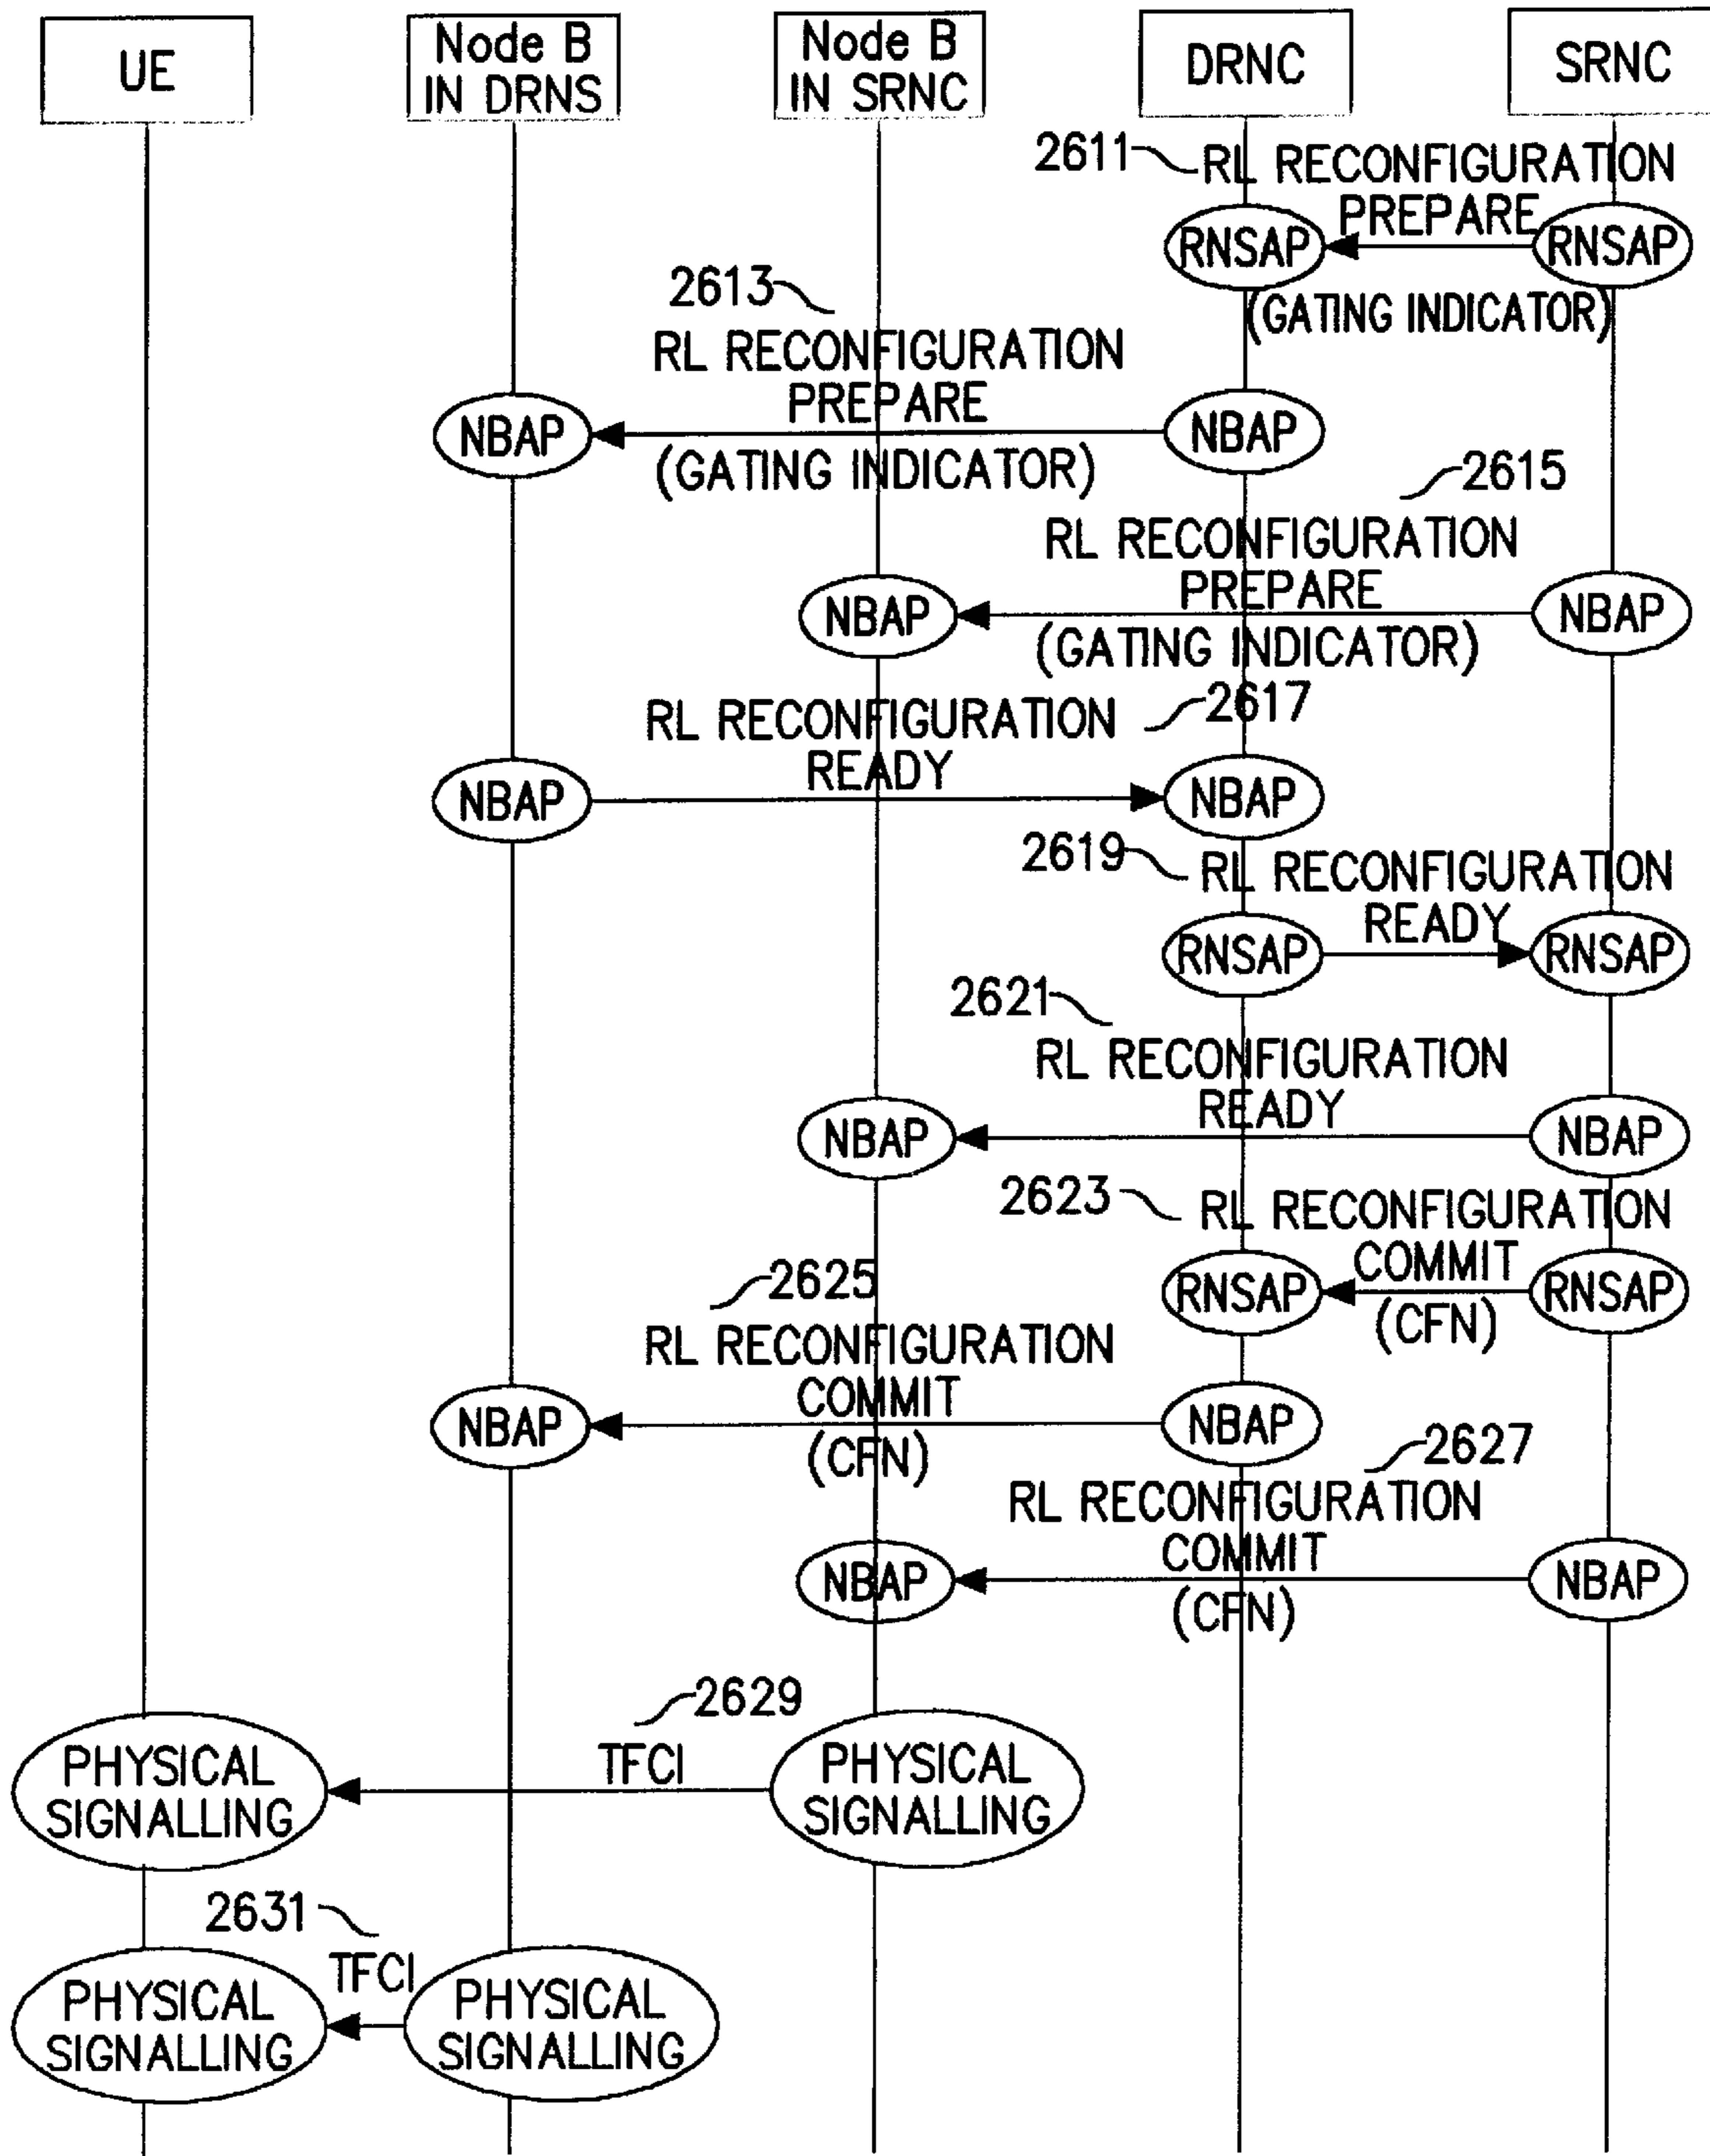 UE
Node B
IN DRNS
Node B
IN SRNC
DRNC
SRNC
2611
RL RECONFIGURATION
PREPARE
RNSAP
RNSAP
(GATING INDICATOR)
2613
RL RECONFIGURATION
PREPARE
NBAP
NBAP
(GATING INDICATOR)
2615
RL RECONFIGURATION
PREPARE
NBAP
NBAP
(GATING INDICATOR)
2617
RL RECONFIGURATION
READY
NBAP
NBAP
2619
RL RECONFIGURATION
READY
RNSAP
RNSAP
2621
RL RECONFIGURATION
READY
NBAP
NBAP
2623
RL RECONFIGURATION
COMMIT
RNSAP
RNSAP
(CFN)
2625
RL RECONFIGURATION
COMMIT
NBAP
NBAP
(CFN)
2627
RL RECONFIGURATION
COMMIT
NBAP
NBAP
(CFN)
2629
TFCI
PHYSICAL
SIGNALLING
PHYSICAL
SIGNALLING
2631
TFCI
PHYSICAL
SIGNALLING
PHYSICAL
SIGNALLING